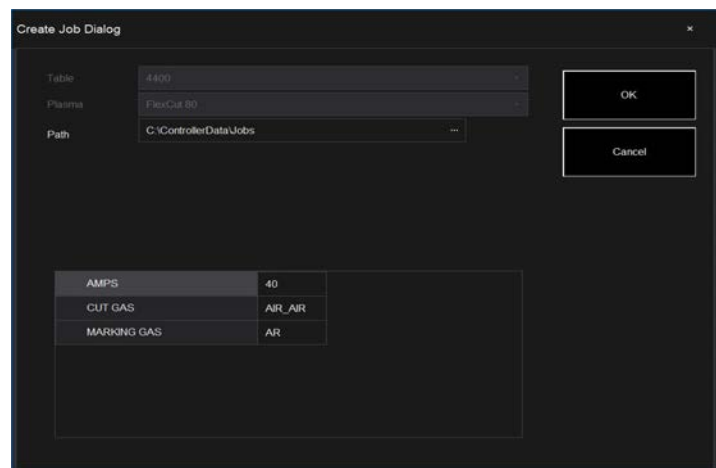 Create Job Dialog ×
Table 4400
Plasma FlexCut 80
Path C:\ControllerData\Jobs ...
OK
Cancel
AMPS 40
CUT GAS AIR_AIR
MARKING GAS AR